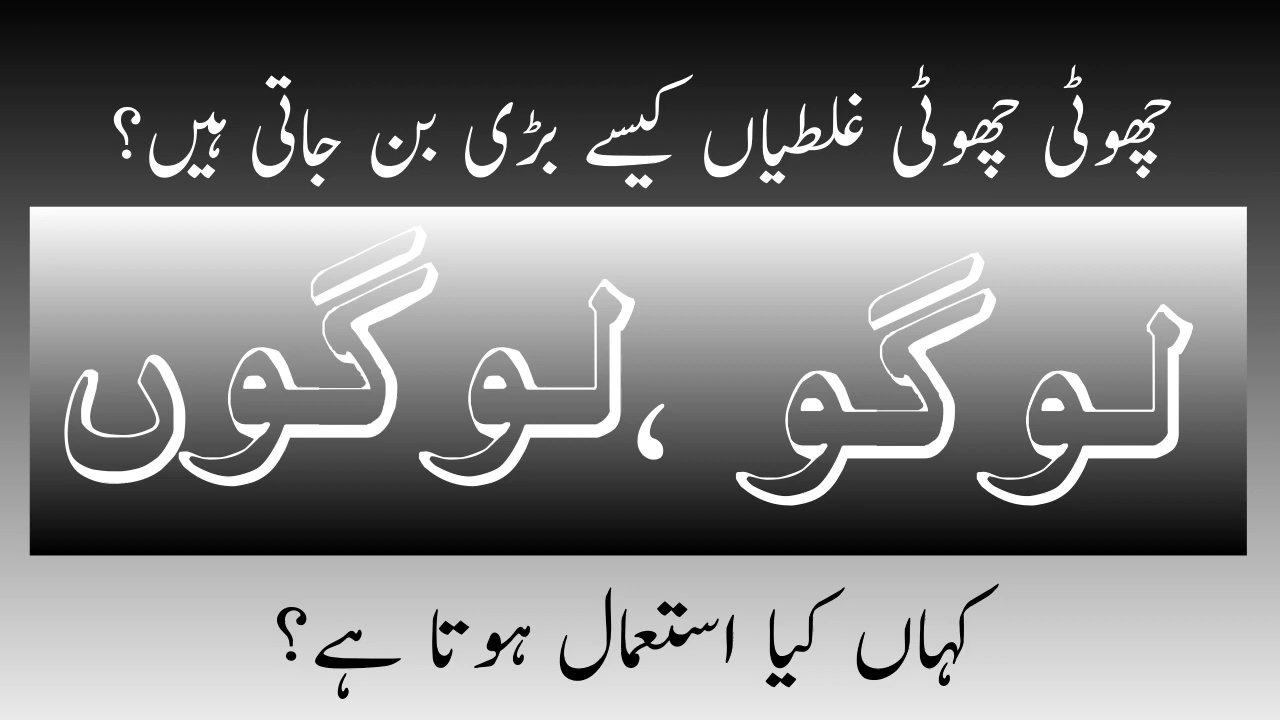 چھوٹی چھوٹی غلطیاں کیسے بڑی بن جاتی ہیں؟
لوگو ،لوگوں
کہاں کیا استعمال ہوتا ہے؟